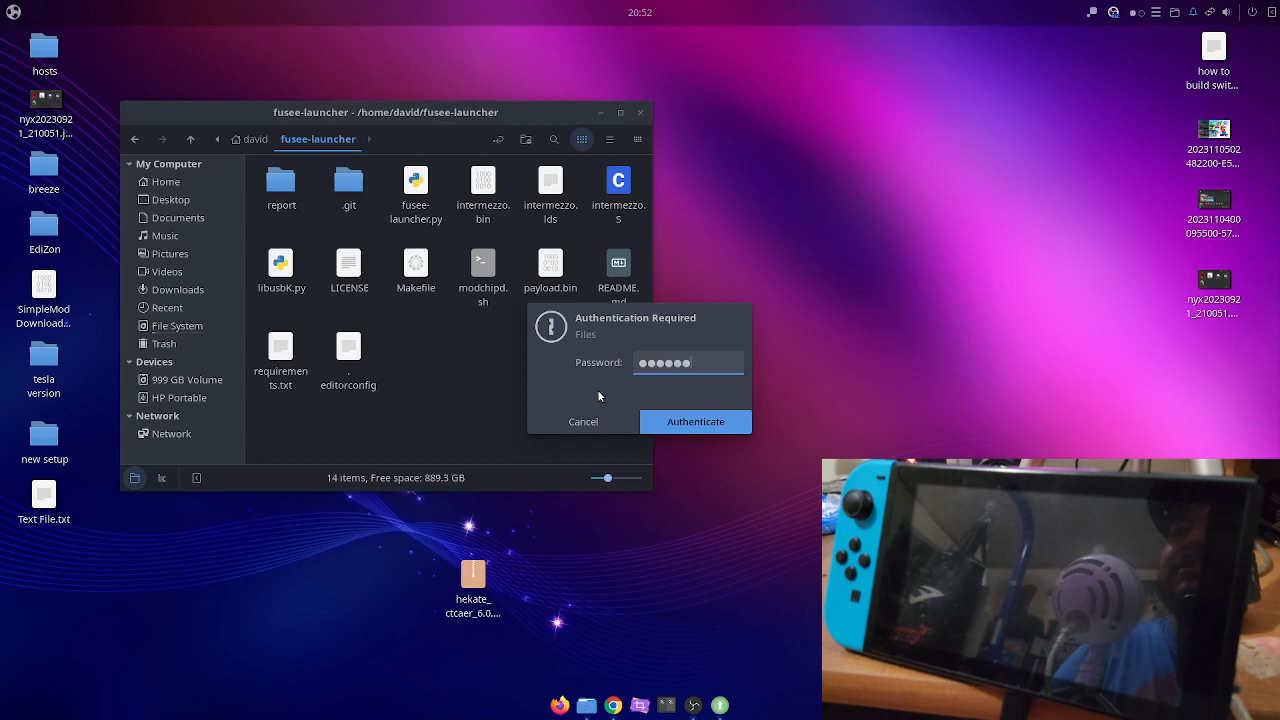 20:52
hosts
nyx2023092
1_210051.j...
breeze
EdiZon
SimpleMod
Download...
tesla
version
new setup
Text File.txt
fusee-launcher - /home/david/fusee-launcher
david
fusee-launcher
My Computer
Home
Desktop
Documents
Music
Pictures
Videos
Downloads
Recent
File System
Trash
Devices
999 GB Volume
HP Portable
Network
Network
report
.git
fusee-
launcher.py
intermezzo.
bin
intermezzo.
lds
C
intermezzo.
S
libusbK.py
LICENSE
Makefile
modchipd.
sh
payload.bin
README.
md
requiremen
ts.txt
.
editorconfig
14 items, Free space: 889.3 GB
Authentication Required
Files
Password:
●●●●●●
Cancel
Authenticate
hekate_
ctcaer_6.0....
how to
build swit...
2023110502
482200-E5...
2023110400
095500-57...
nyx2023092
1_210051....